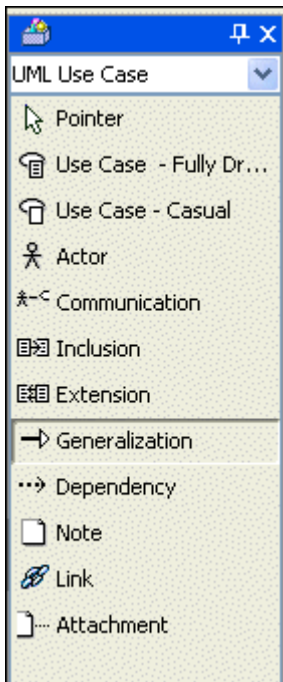 UML Use Case
Pointer
Use Case - Fully Dr...
Use Case - Casual
Actor
Communication
Inclusion
Extension
Generalization
Dependency
Note
Link
Attachment